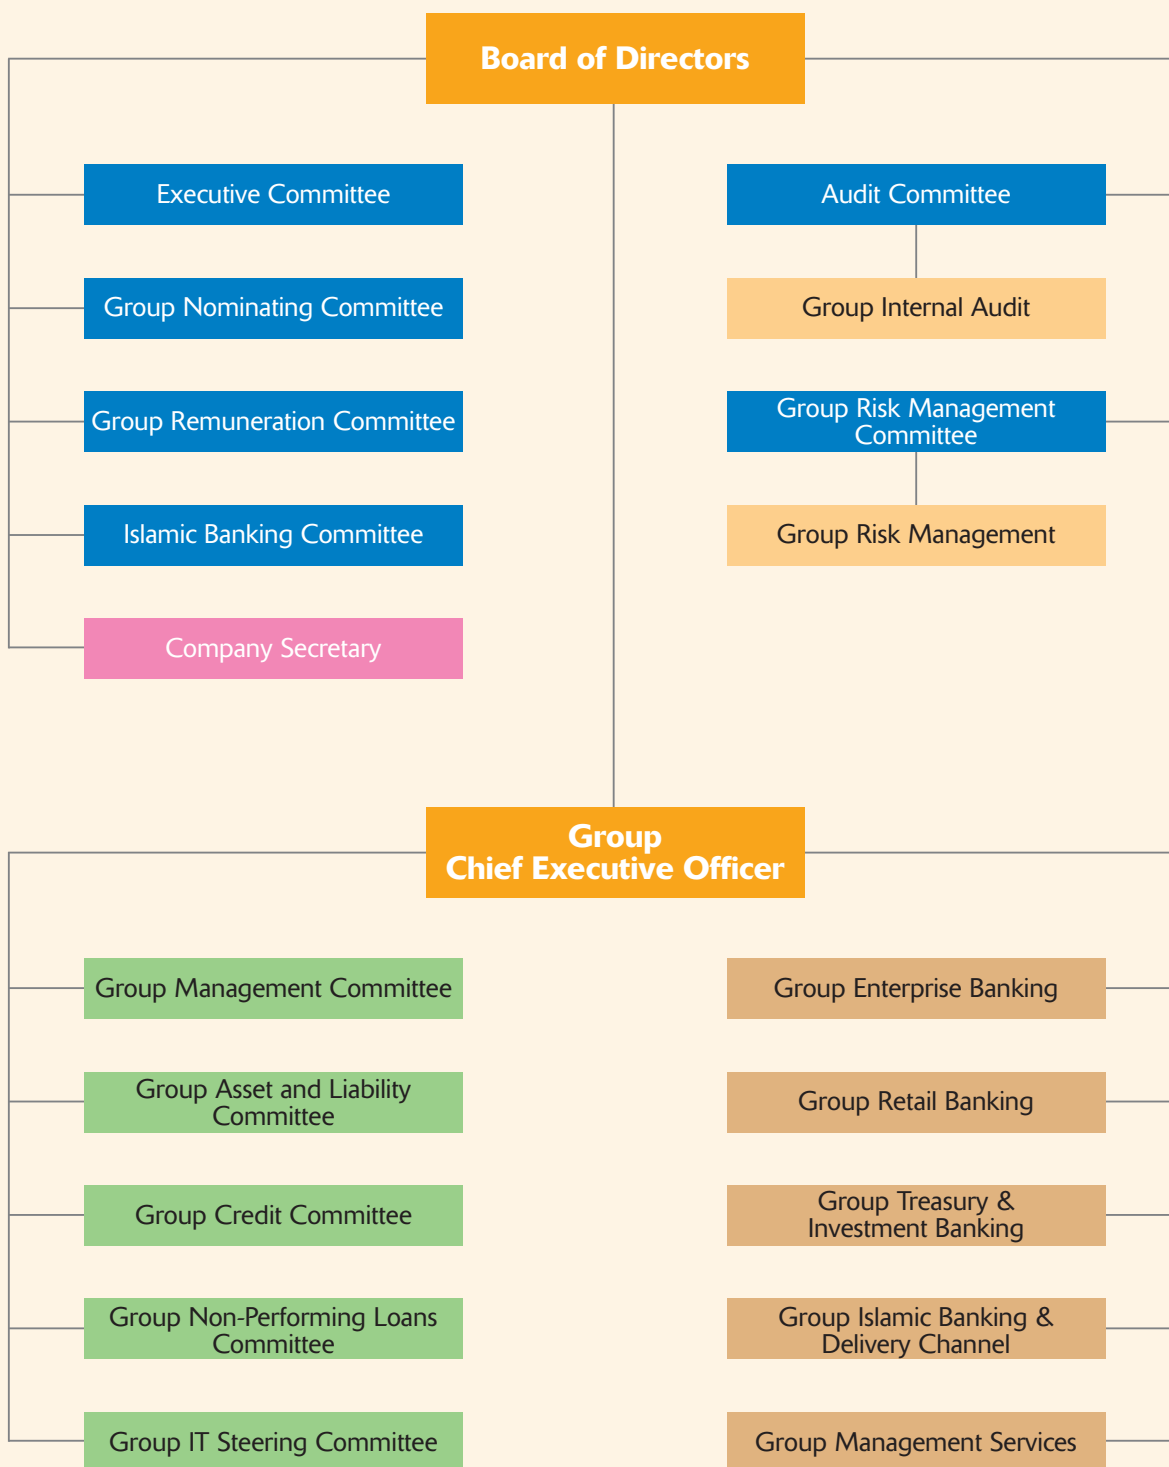 Board of Directors
Executive Committee
Group Nominating Committee
Group Remuneration Committee
Islamic Banking Committee
Company Secretary
Audit Committee
Group Internal Audit
Group Risk Management
Committee
Group Risk Management
Group
Chief Executive Officer
Group Management Committee
Group Asset and Liability
Committee
Group Credit Committee
Group Non-Performing Loans
Committee
Group IT Steering Committee
Group Enterprise Banking
Group Retail Banking
Group Treasury &
Investment Banking
Group Islamic Banking &
Delivery Channel
Group Management Services